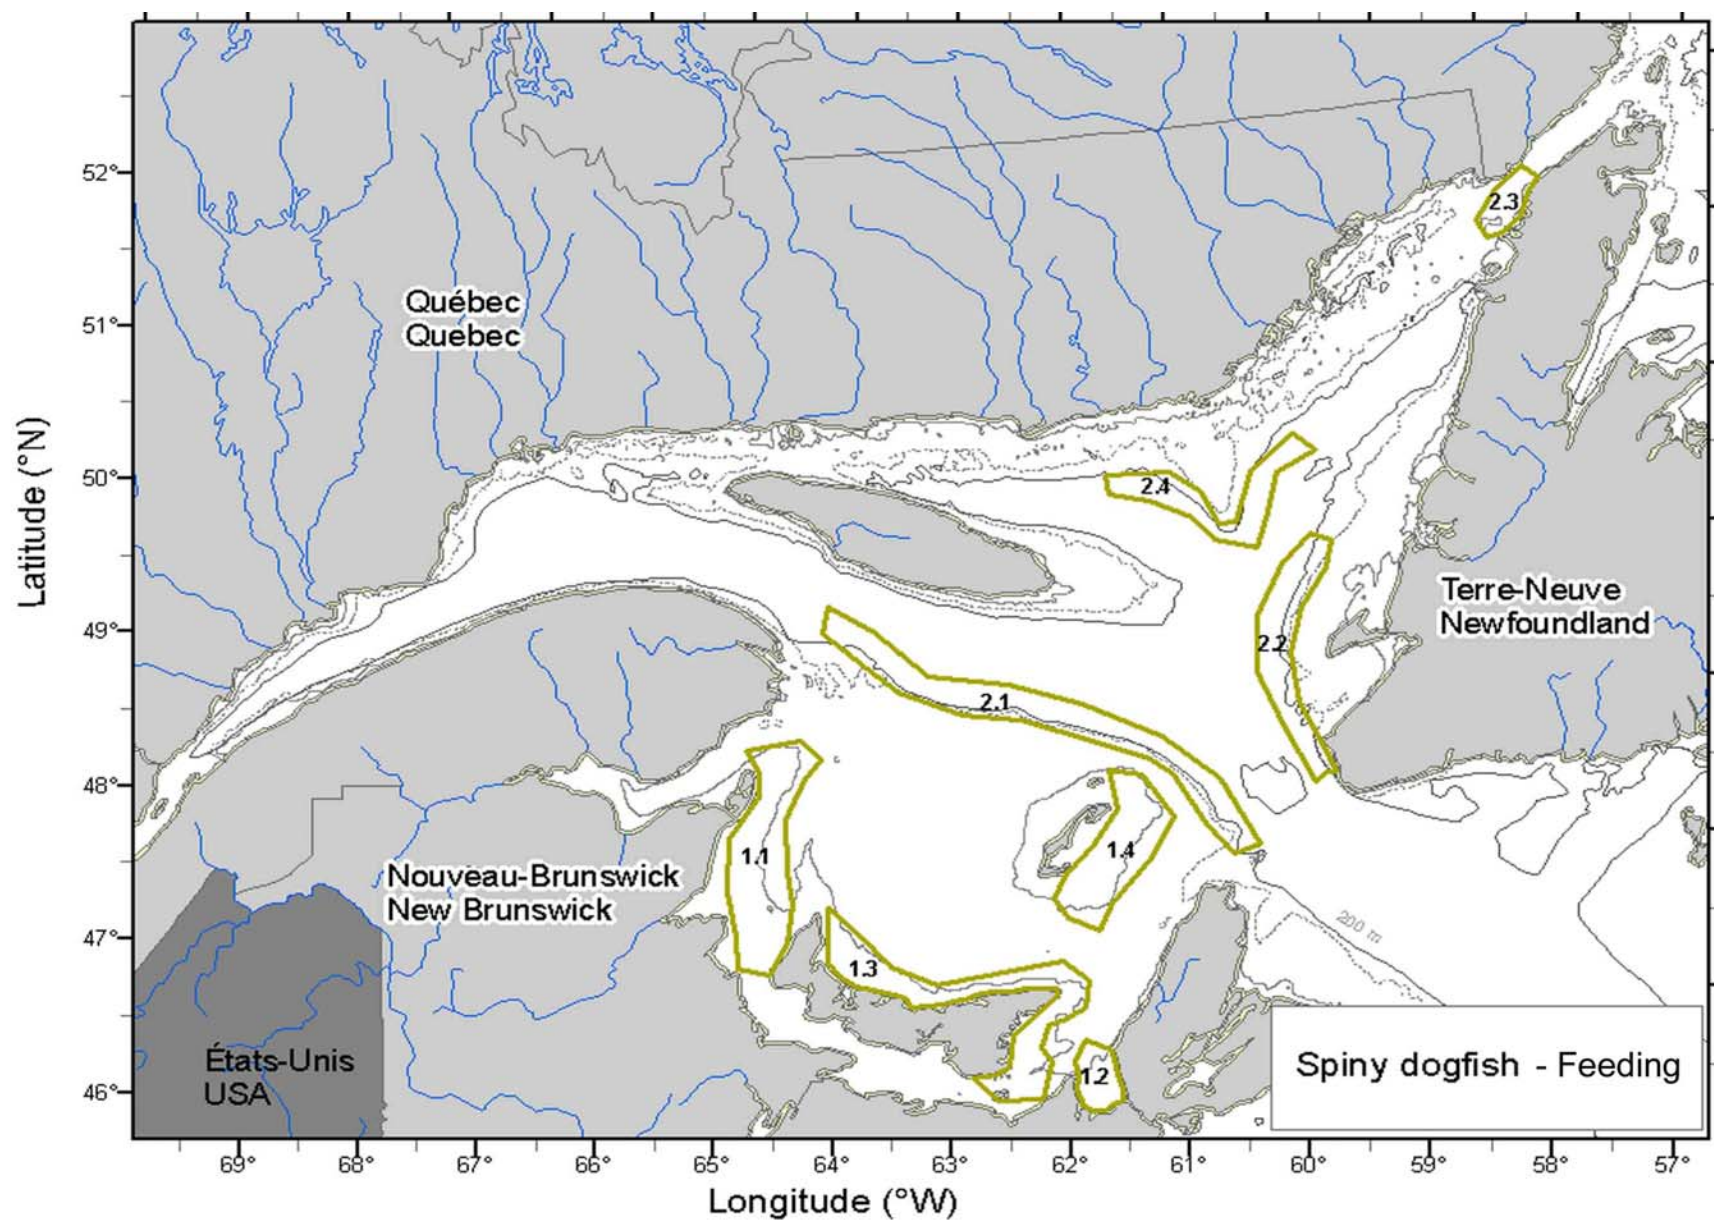 52°
51°
50°
49°
48°
47°
46°
Latitude (°N)
Québec
Quebec
Terre-Neuve
Newfoundland
Nouveau-Brunswick
New Brunswick
États-Unis
USA
2.3
2.4
2.2
2.1
1.1
1.4
1.3
1.2
200 m
Spiny dogfish - Feeding
69° 68° 67° 66° 65° 64° 63° 62° 61° 60° 59° 58° 57°
Longitude (°W)